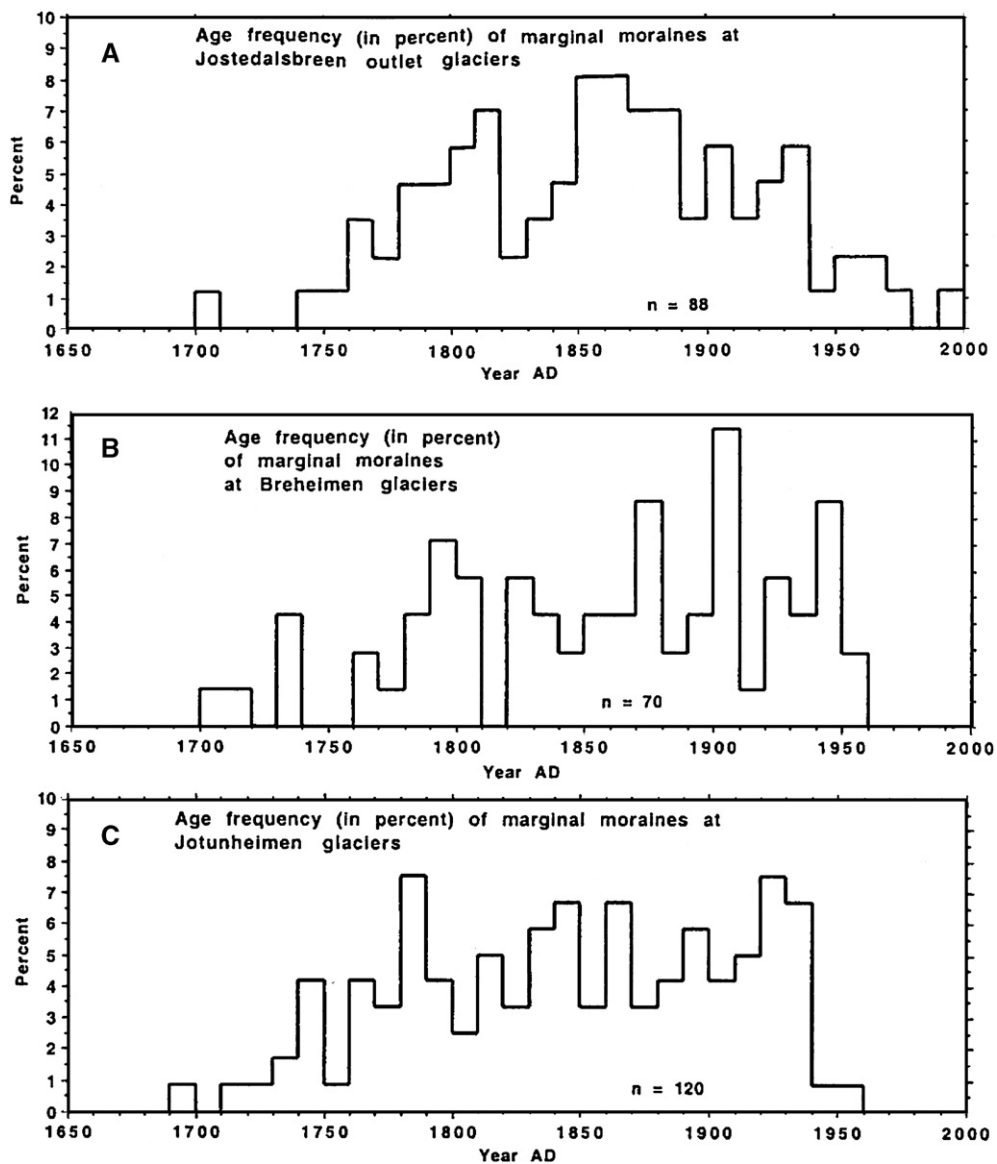 A
Age frequency (in percent) of marginal moraines at
Jostedalsbreen outlet glaciers
Percent
10
9
8
7
6
5
4
3
2
1
0
n = 88
1650 1700 1750 1800 1850 1900 1950 2000
Year AD
B
Age frequency (in percent)
of marginal moraines
at Breheimen glaciers
Percent
12
11
10
9
8
7
6
5
4
3
2
1
0
n = 70
1650 1700 1750 1800 1850 1900 1950 2000
Year AD
C
Age frequency (in percent) of marginal moraines at
Jotunheimen glaciers
Percent
10
9
8
7
6
5
4
3
2
1
0
n = 120
1650 1700 1750 1800 1850 1900 1950 2000
Year AD